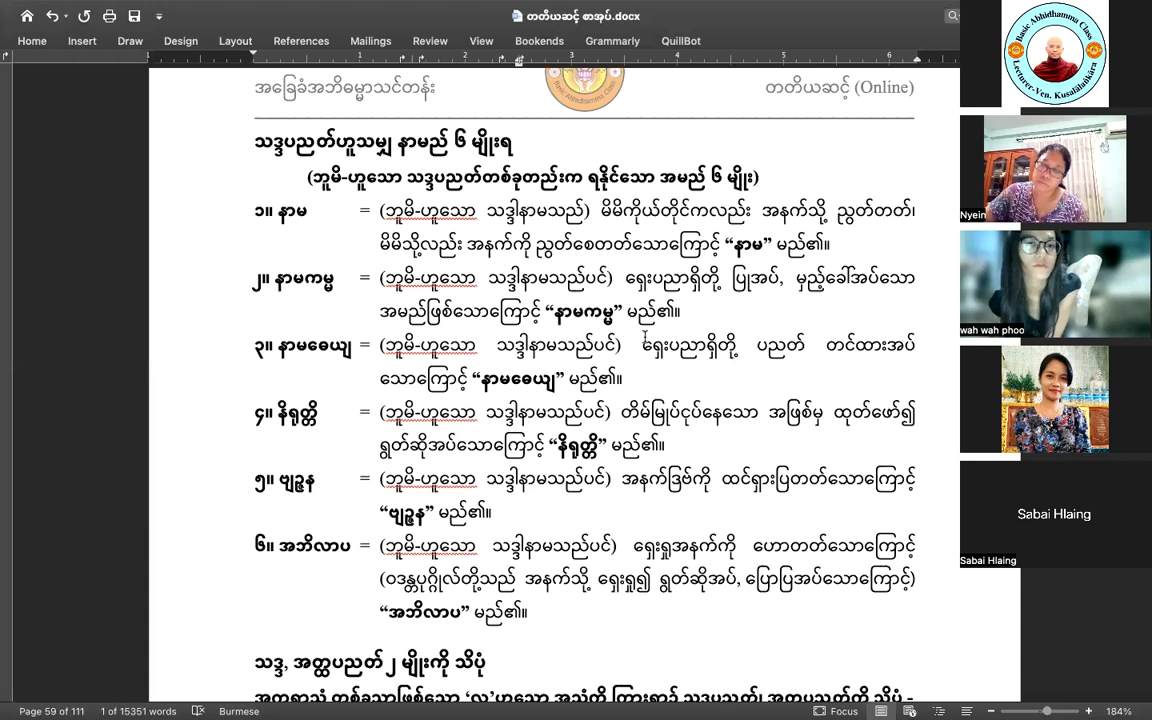 တတိယဆင့် စာအုပ်.docx
Home Insert Draw Design Layout References Mailings Review View Bookends Grammarly QuillBot
1 1 2 3 4 5 6
အခြေခံအဘိဓမ္မာသင်တန်း တတိယဆင့် (Online)
သဒ္ဒပညတ်ဟူသမျှ နာမည် ၆ မျိုးရ
(ဘူမိ-ဟူသော သဒ္ဒပညတ်တစ်ခုတည်းက ရနိုင်သော အမည် ၆ မျိုး)
၁။ နာမ = (ဘူမိ-ဟူသော သဒ္ဒါနာမသည်) မိမိကိုယ်တိုင်ကလည်း အနက်သို့ ညွတ်တတ်၊
မိမိသို့လည်း အနက်ကို ညွတ်စေတတ်သောကြောင့် “နာမ” မည်၏။
၂။ နာမကမ္မ = (ဘူမိ-ဟူသော သဒ္ဒါနာမသည်ပင်) ရှေးပညာရှိတို့ ပြုအပ်, မှည့်ခေါ်အပ်သော
အမည်ဖြစ်သောကြောင့် “နာမကမ္မ” မည်၏။
၃။ နာမဓေယျ = (ဘူမိ-ဟူသော သဒ္ဒါနာမသည်ပင်) ရှေးပညာရှိတို့ ပညတ် တင်ထားအပ်
သောကြောင့် “နာမဓေယျ” မည်၏။
၄။ နိရုတ္တိ = (ဘူမိ-ဟူသော သဒ္ဒါနာမသည်ပင်) တိမ်မြုပ်ငုပ်နေသော အဖြစ်မှ ထုတ်ဖော်၍
ရွတ်ဆိုအပ်သောကြောင့် “နိရုတ္တိ” မည်၏။
၅။ ဗျဉ္ဇန = (ဘူမိ-ဟူသော သဒ္ဒါနာမသည်ပင်) အနက်ဒြဗ်ကို ထင်ရှားပြတတ်သောကြောင့်
“ဗျဉ္ဇန” မည်၏။
၆။ အဘိလာပ = (ဘူမိ-ဟူသော သဒ္ဒါနာမသည်ပင်) ရှေးရှုအနက်ကို ဟောတတ်သောကြောင့်
(ဝဒန္တပုဂ္ဂိုလ်တို့သည် အနက်သို့ ရှေးရှု၍ ရွတ်ဆိုအပ်, ပြောပြအပ်သောကြောင့်)
“အဘိလာပ” မည်၏။
သဒ္ဒ, အတ္ထပညတ် ၂ မျိုးကို သိပုံ
Page 59 of 111 1 of 15351 words Burmese Focus 184%
Basic Abhidhamma Class
Lecturer-Ven. Kusalālaṅkāra
Nyein
wah wah phoo
Sabai Hlaing
Sabai Hlaing